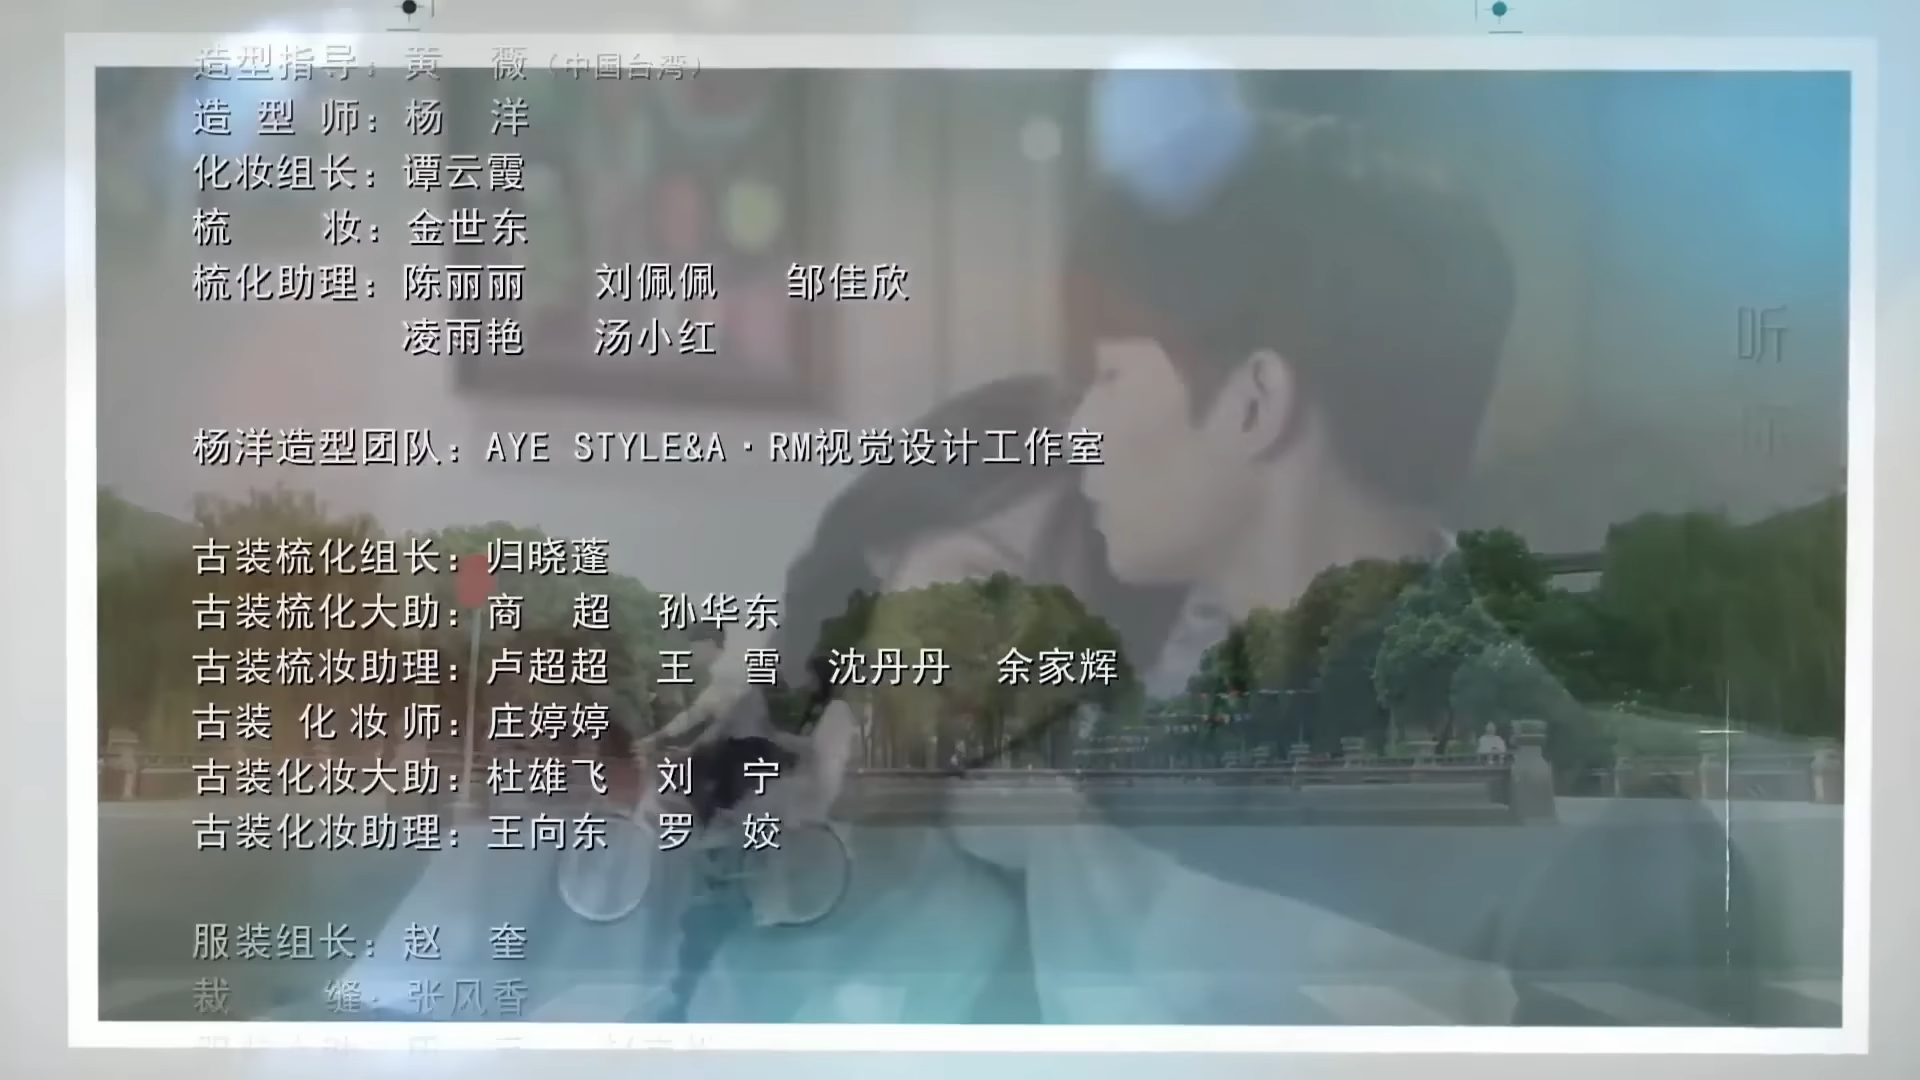 造型指导：黄　薇（中国台湾）
造 型 师：杨　洋
化妆组长：谭云霞
梳　　妆：金世东
梳化助理：陈丽丽　刘佩佩　邹佳欣
凌雨艳　汤小红
杨洋造型团队：AYE STYLE&A·RM视觉设计工作室
古装梳化组长：归晓蓬
古装梳化大助：商　超　孙华东
古装梳妆助理：卢超超　王　雪　沈丹丹　余家辉
古装 化 妆 师：庄婷婷
古装化妆大助：杜雄飞　刘　宁
古装化妆助理：王向东　罗　姣
服装组长：赵　奎
裁　　缝：张凤香
听